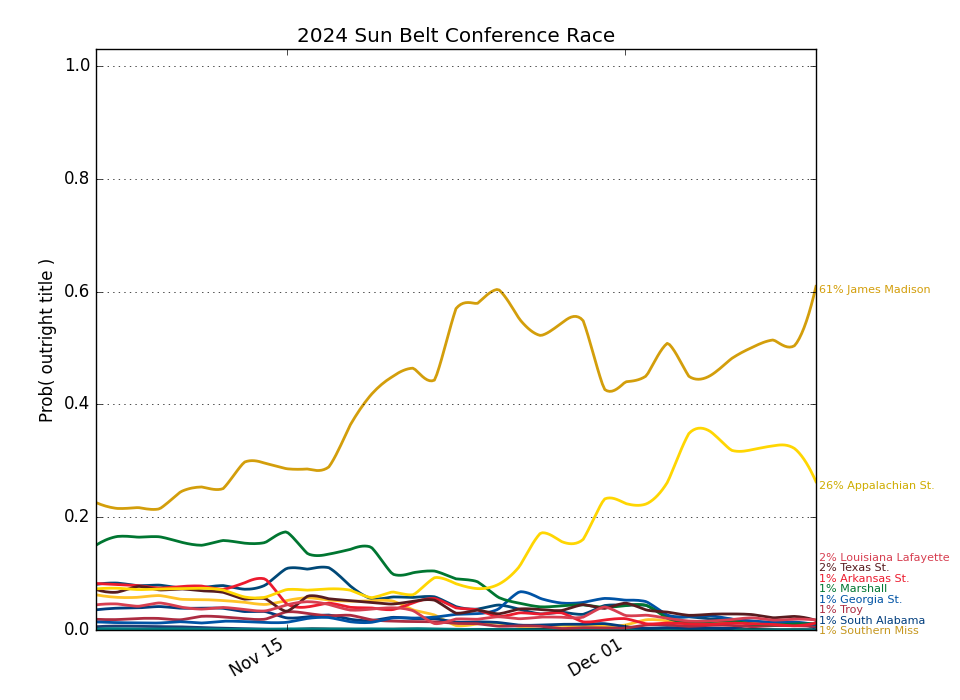 2024 Sun Belt Conference Race
1.0
0.8
0.6
0.4
0.2
0.0
Prob( outright title )
Nov 15
Dec 01
61% James Madison
26% Appalachian St.
2% Louisiana Lafayette
2% Texas St.
1% Arkansas St.
1% Marshall
1% Georgia St.
1% Troy
1% South Alabama
1% Southern Miss